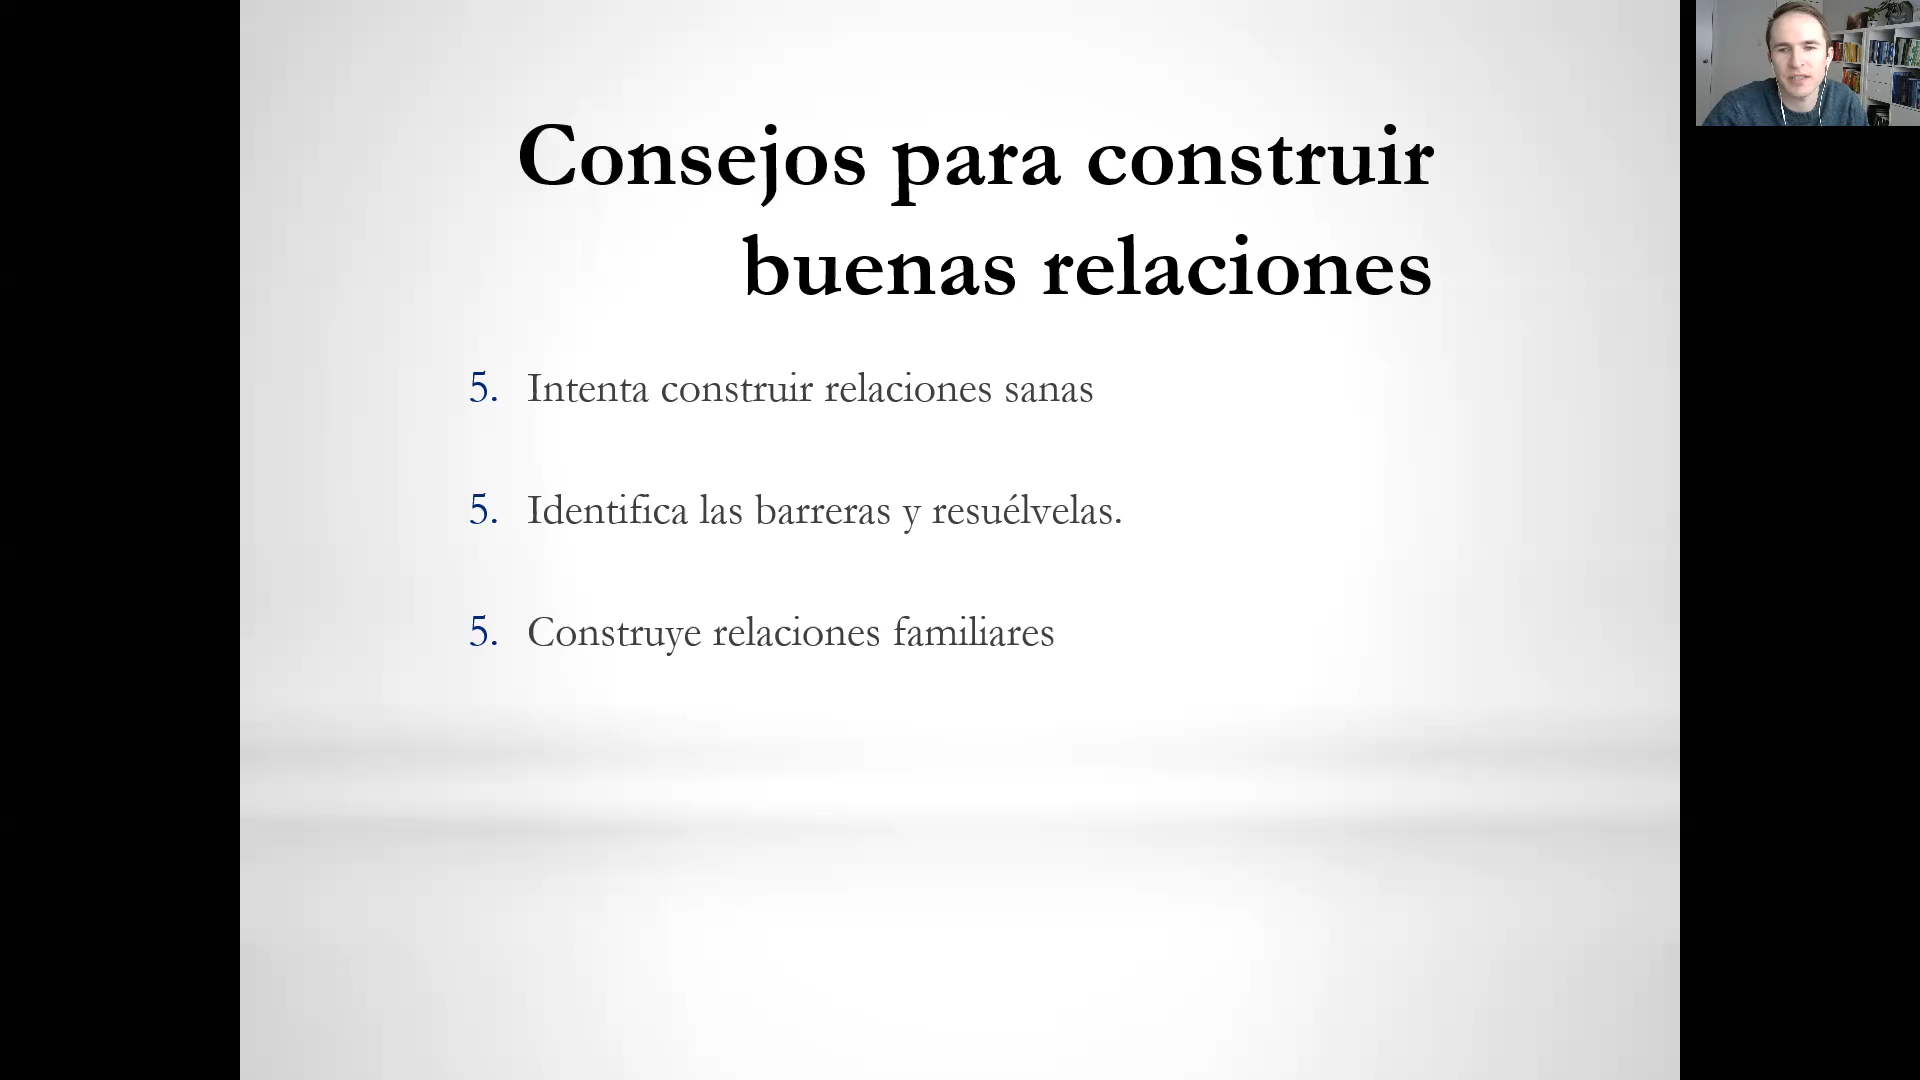 Consejos para construir
buenas relaciones
5. Intenta construir relaciones sanas
5. Identifica las barreras y resuélvelas.
5. Construye relaciones familiares